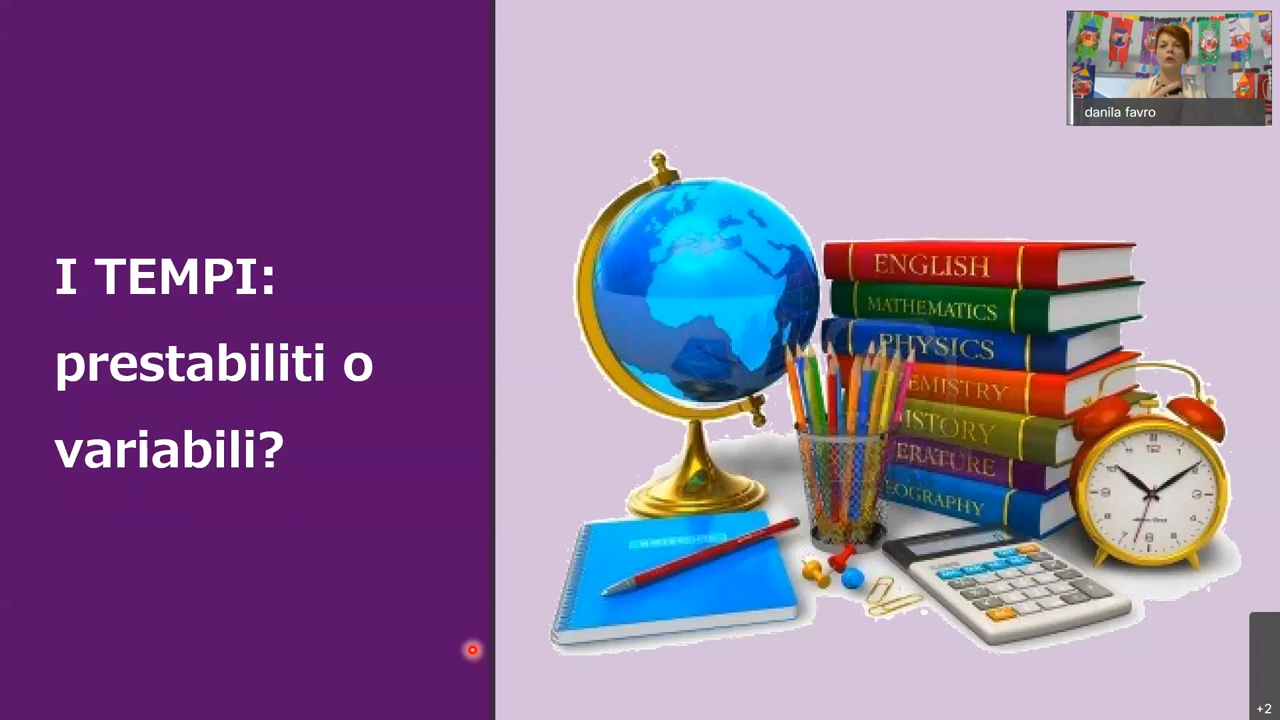 I TEMPI:
prestabiliti o
variabili?
danila favro
ENGLISH
MATHEMATICS
PHYSICS
EMISTRY
ISTORY
ERATURE
EOGRAPHY
+2